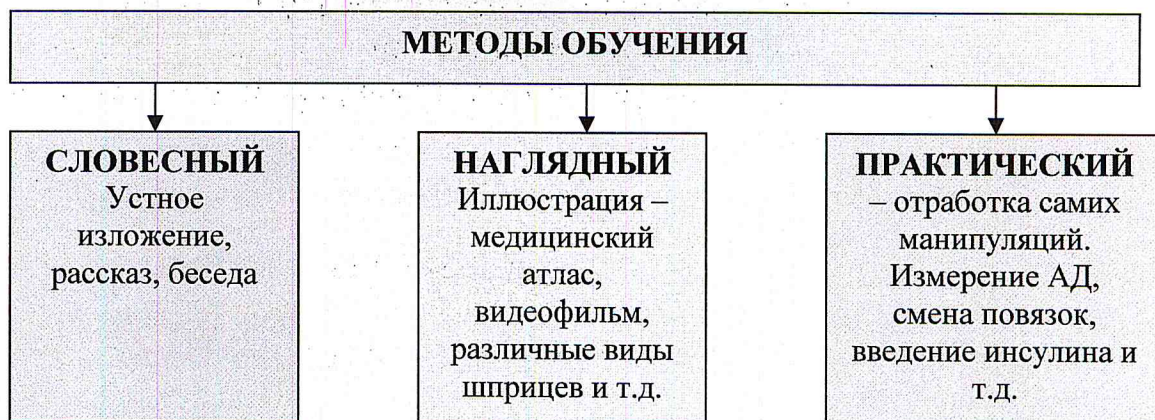 МЕТОДЫ ОБУЧЕНИЯ
СЛОВЕСНЫЙ
Устное
изложение,
рассказ, беседа
НАГЛЯДНЫЙ
Иллюстрация –
медицинский
атлас,
видеофильм,
различные виды
шприцев и т.д.
ПРАКТИЧЕСКИЙ
– отработка самих
манипуляций.
Измерение АД,
смена повязок,
введение инсулина и
т.д.